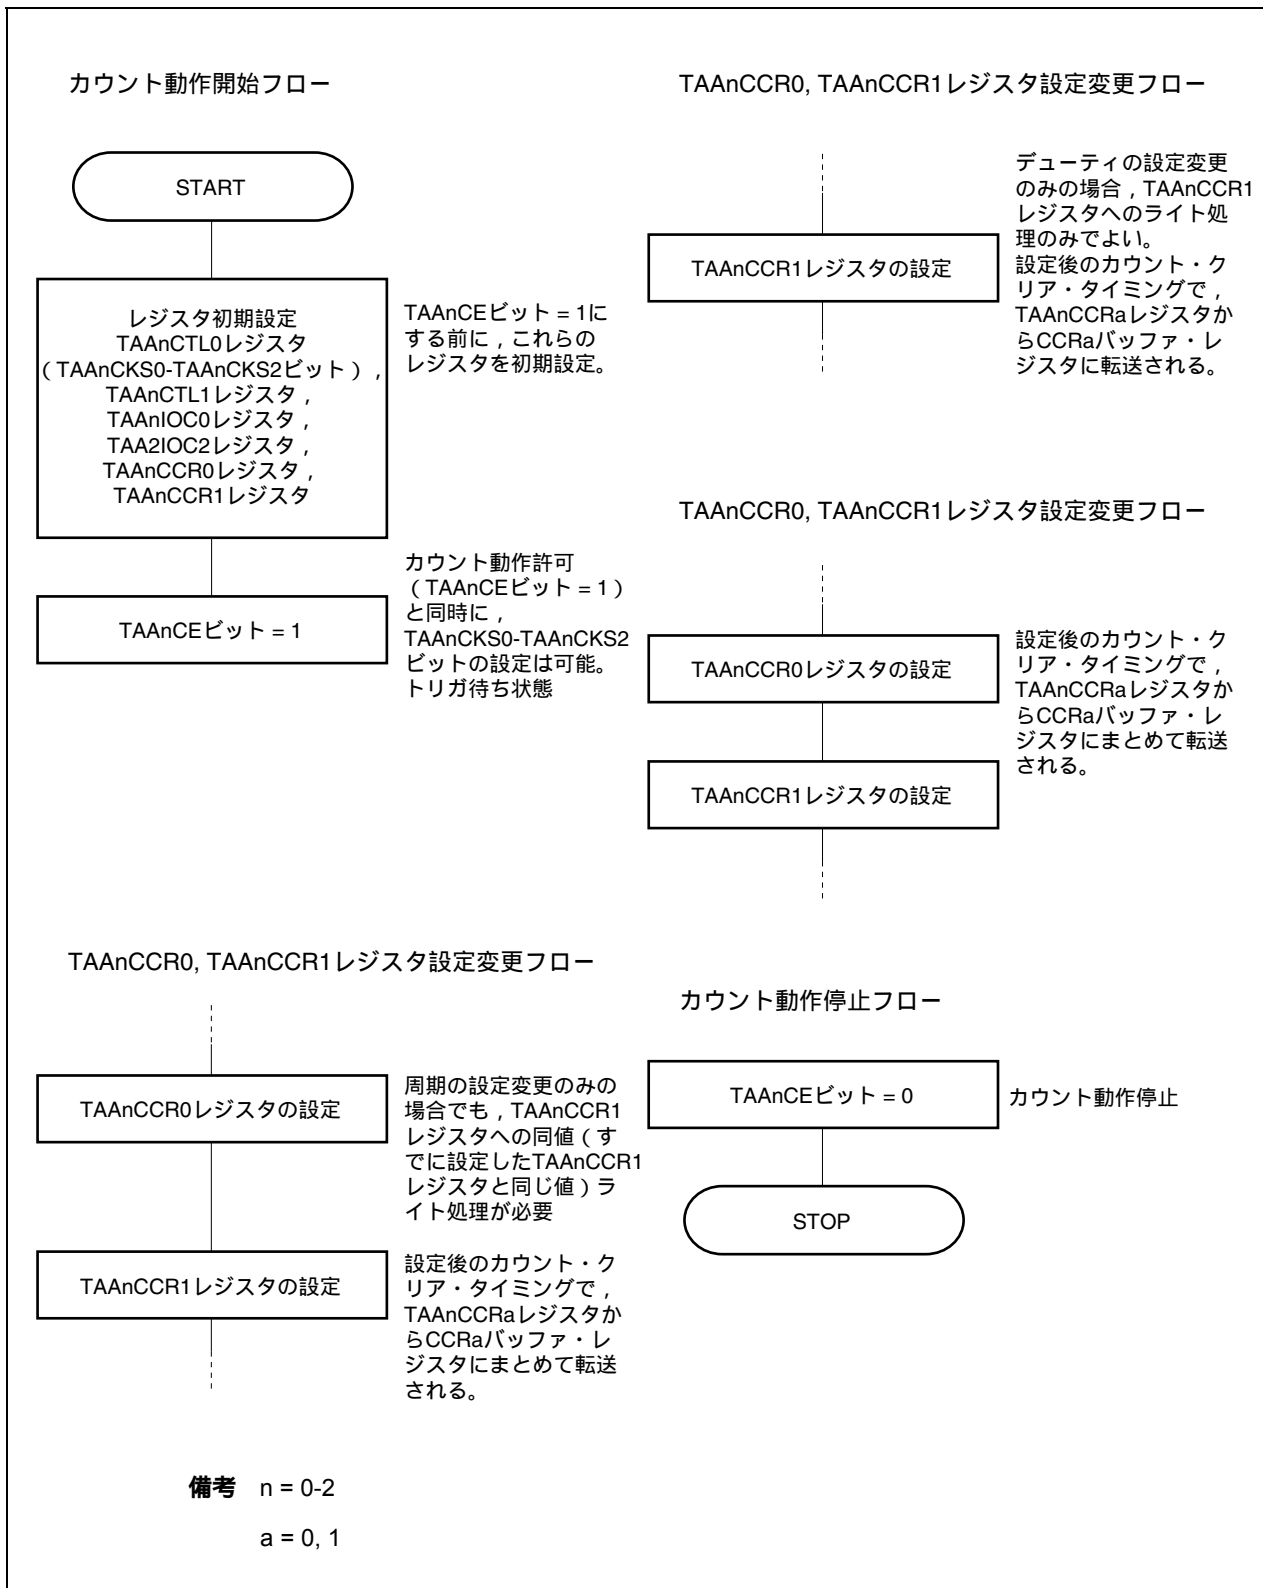 カウント動作開始フロー
START
レジスタ初期設定
TAAnCTL0レジスタ
（TAAnCKS0-TAAnCKS2ビット），
TAAnCTL1レジスタ，
TAAnIOC0レジスタ，
TAA2IOC2レジスタ，
TAAnCCR0レジスタ，
TAAnCCR1レジスタ
TAAnCEビット = 1に
する前に，これらの
レジスタを初期設定。
TAAnCEビット = 1
カウント動作許可
（TAAnCEビット = 1）
と同時に，
TAAnCKS0-TAAnCKS2
ビットの設定は可能。
トリガ待ち状態
TAAnCCR0, TAAnCCR1レジスタ設定変更フロー
TAAnCCR0レジスタの設定
周期の設定変更のみの
場合でも，TAAnCCR1
レジスタへの同値（す
でに設定したTAAnCCR1
レジスタと同じ値）ラ
イト処理が必要
TAAnCCR1レジスタの設定
設定後のカウント・ク
リア・タイミングで，
TAAnCCRaレジスタか
らCCRaバッファ・レ
ジスタにまとめて転送
される。
TAAnCCR0, TAAnCCR1レジスタ設定変更フロー
TAAnCCR1レジスタの設定
デューティの設定変更
のみの場合，TAAnCCR1
レジスタへのライト処
理のみでよい。
設定後のカウント・ク
リア・タイミングで，
TAAnCCRaレジスタか
らCCRaバッファ・レ
ジスタに転送される。
TAAnCCR0, TAAnCCR1レジスタ設定変更フロー
TAAnCCR0レジスタの設定
設定後のカウント・ク
リア・タイミングで，
TAAnCCRaレジスタか
らCCRaバッファ・レ
ジスタにまとめて転送
される。
TAAnCCR1レジスタの設定
カウント動作停止フロー
TAAnCEビット = 0
カウント動作停止
STOP
備考 n = 0-2
a = 0, 1